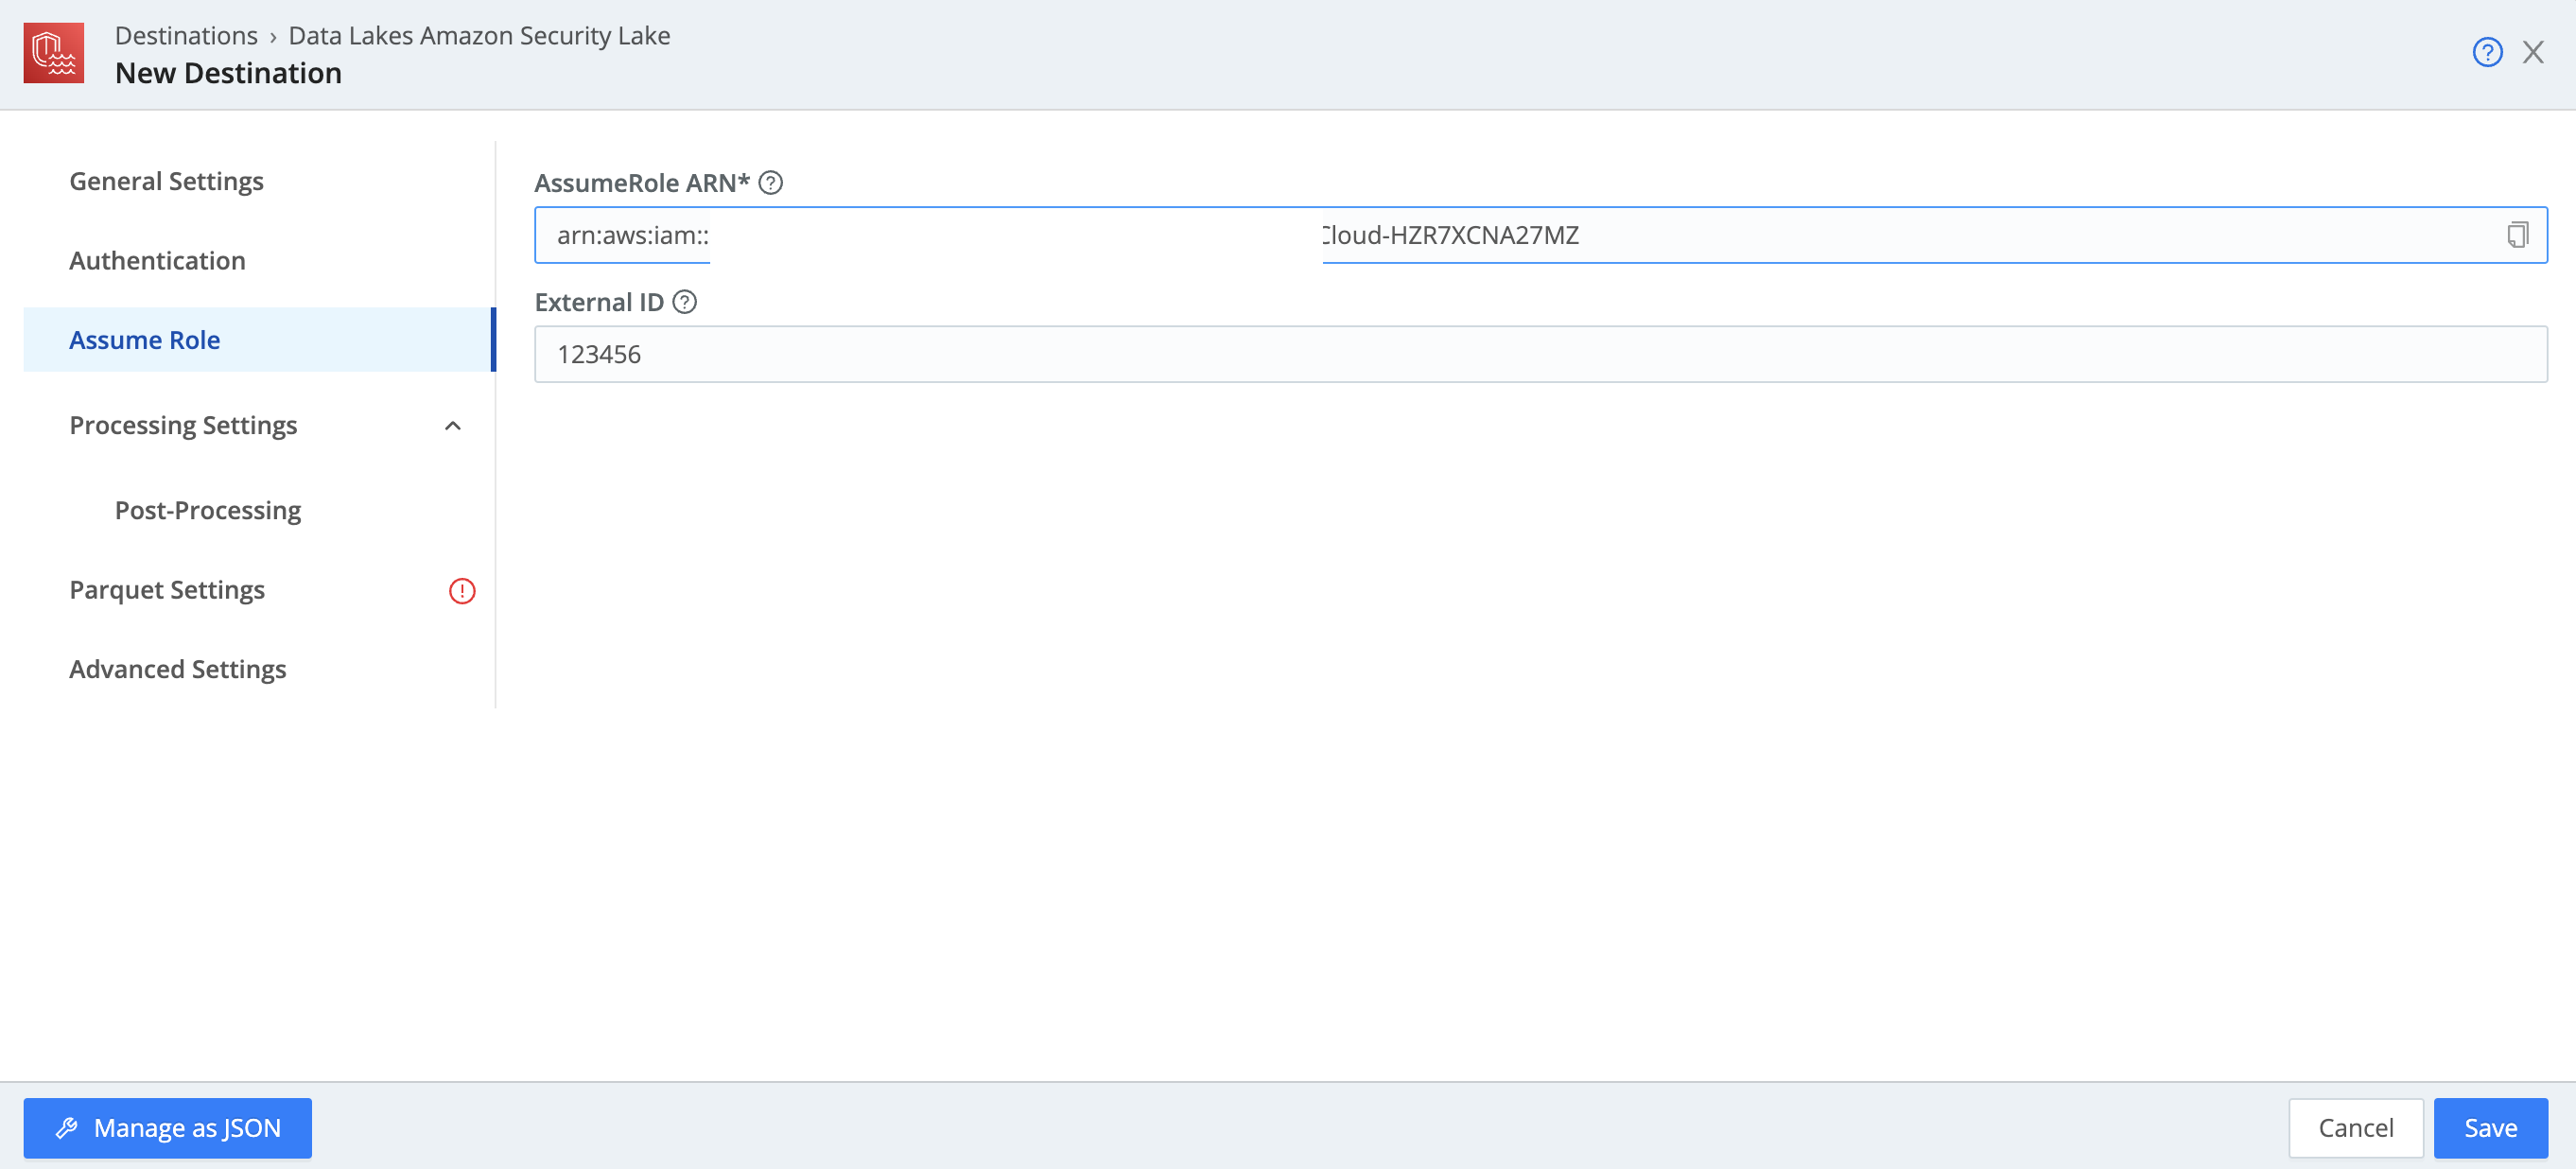 Destinations › Data Lakes Amazon Security Lake
New Destination
General Settings
Authentication
Assume Role
Processing Settings
Post-Processing
Parquet Settings
Advanced Settings
AssumeRole ARN*
arn:aws:iam:: Cloud-HZR7XCNA27MZ
External ID
123456
Manage as JSON
Cancel
Save